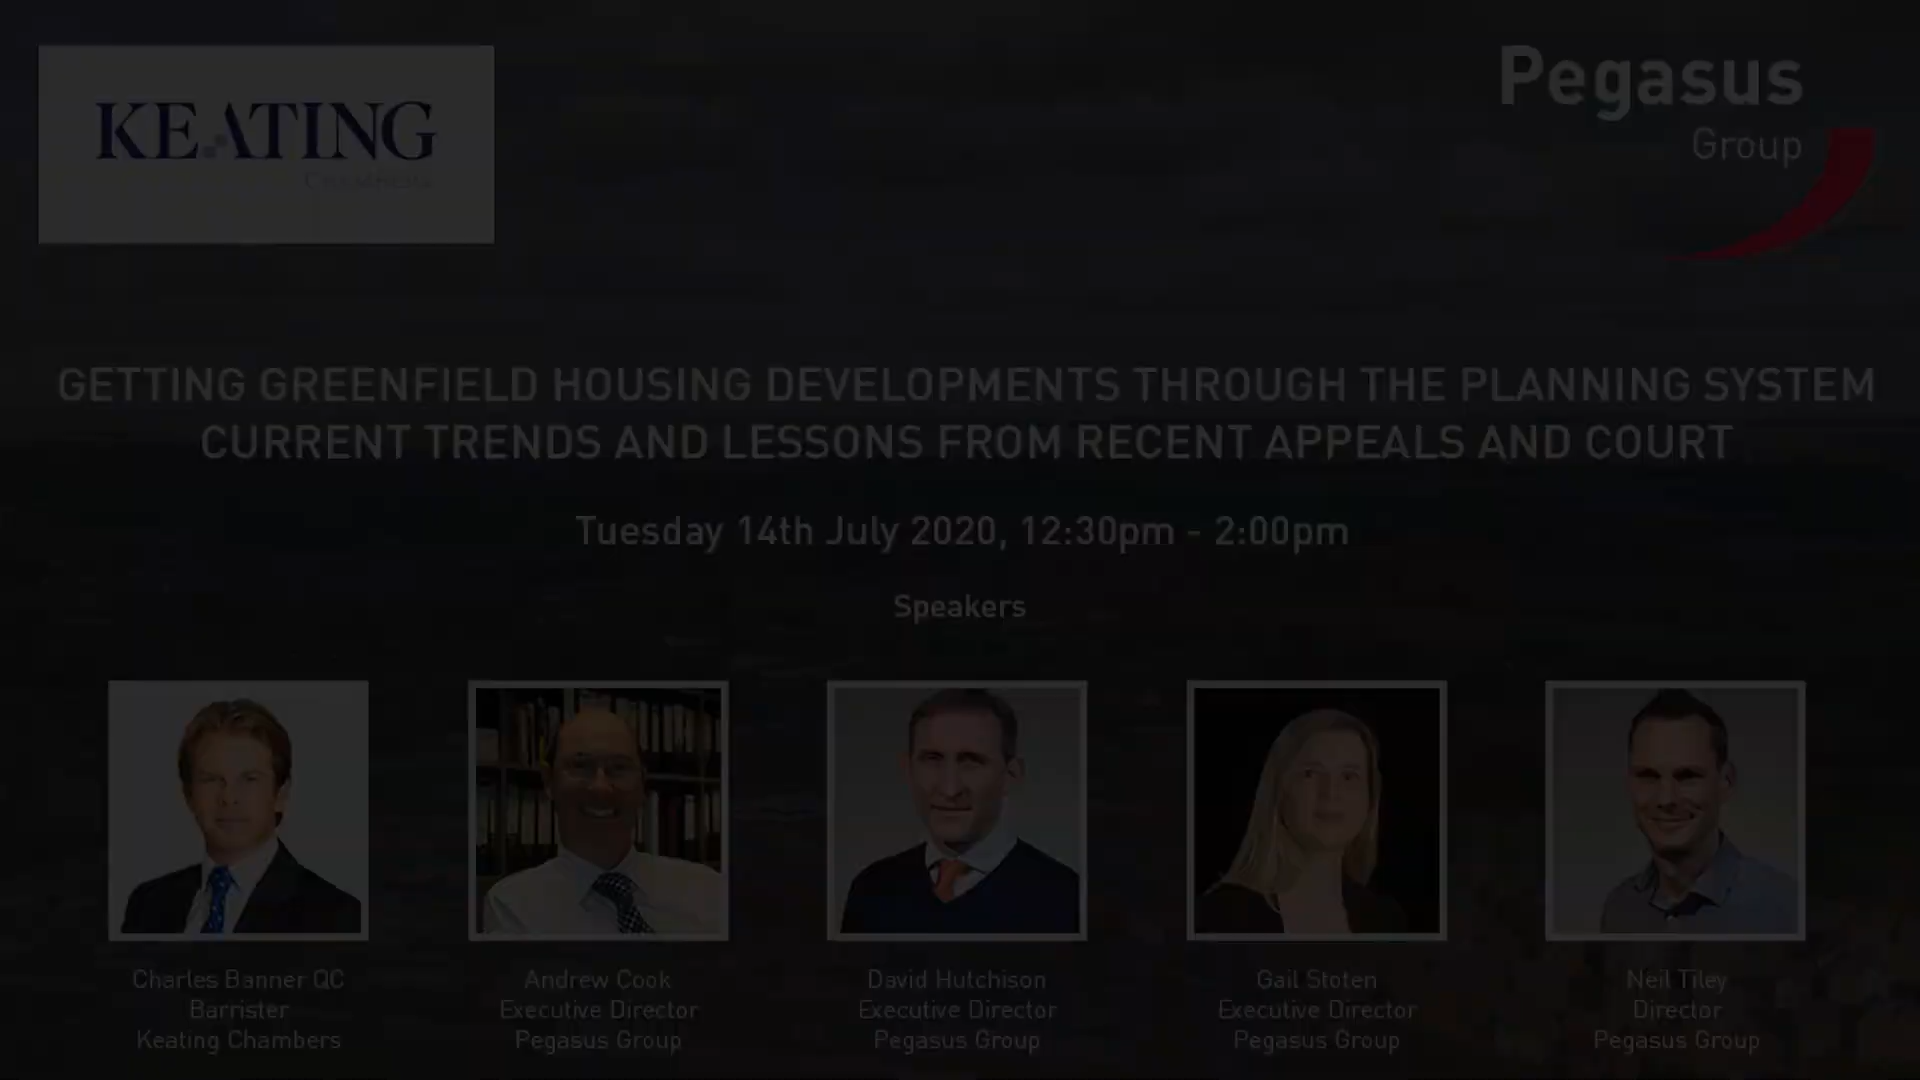 KEATING
Chambers
Pegasus
Group
GETTING GREENFIELD HOUSING DEVELOPMENTS THROUGH THE PLANNING SYSTEM
CURRENT TRENDS AND LESSONS FROM RECENT APPEALS AND COURT
Tuesday 14th July 2020, 12:30pm - 2:00pm
Speakers
Charles Banner QC
Barrister
Keating Chambers
Andrew Cook
Executive Director
Pegasus Group
David Hutchison
Executive Director
Pegasus Group
Gail Stoten
Executive Director
Pegasus Group
Neil Tiley
Director
Pegasus Group